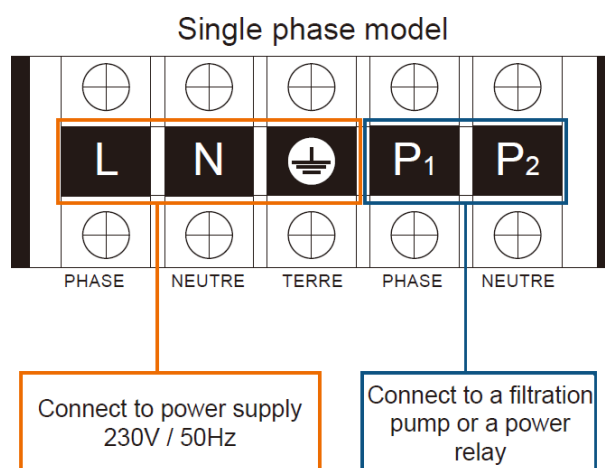 Single phase model
L N P1 P2
PHASE NEUTRE TERRE PHASE NEUTRE
Connect to power supply
230V / 50Hz
Connect to a filtration
pump or a power
relay